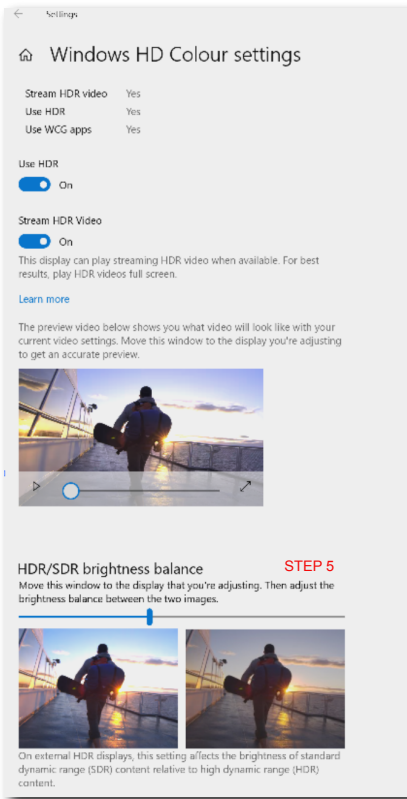 Settings
Windows HD Colour settings
Stream HDR video Yes
Use HDR Yes
Use WCG apps Yes
Use HDR
On
Stream HDR Video
On
This display can play streaming HDR video when available. For best
results, play HDR videos full screen.
Learn more
The preview video below shows you what video will look like with your
current video settings. Move this window to the display you're adjusting
to get an accurate preview.
HDR/SDR brightness balance STEP 5
Move this window to the display that you're adjusting. Then adjust the
brightness balance between the two images.
On external HDR displays, this setting affects the brightness of standard
dynamic range (SDR) content relative to high dynamic range (HDR)
content.